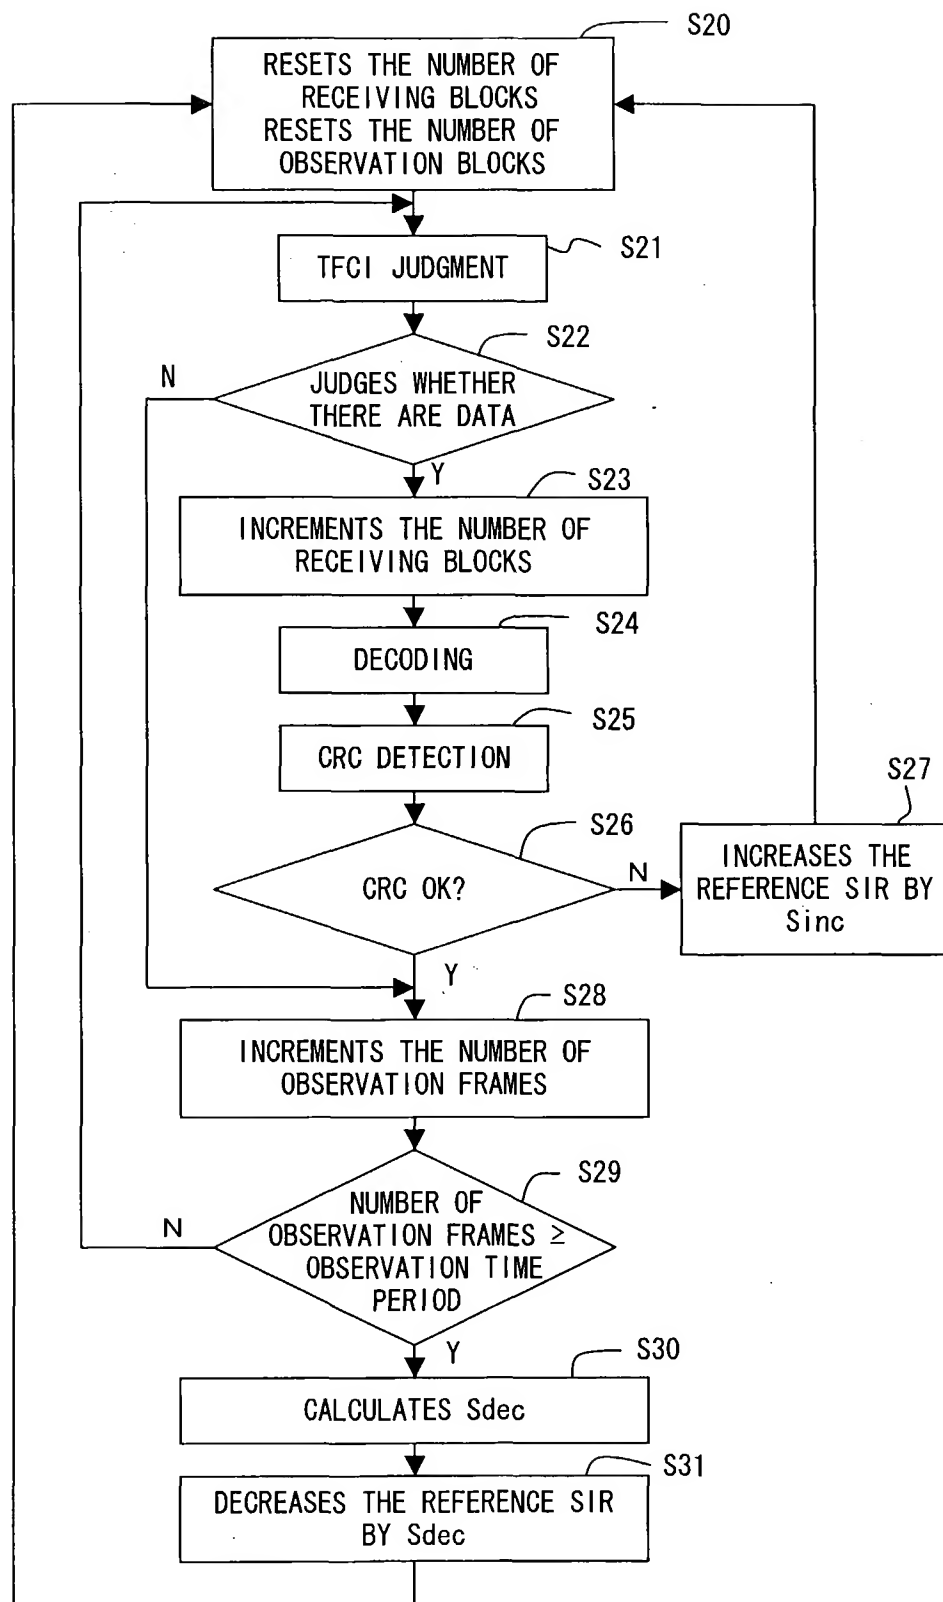 S20
RESETS THE NUMBER OF
RECEIVING BLOCKS
RESETS THE NUMBER OF
OBSERVATION BLOCKS
S21
TFCI JUDGMENT
S22
N
JUDGES WHETHER
THERE ARE DATA
Y
S23
INCREMENTS THE NUMBER OF
RECEIVING BLOCKS
S24
DECODING
S25
CRC DETECTION
S26
CRC OK?
N
S27
INCREASES THE
REFERENCE SIR BY
Sinc
Y
S28
INCREMENTS THE NUMBER OF
OBSERVATION FRAMES
S29
N
NUMBER OF
OBSERVATION FRAMES ≥
OBSERVATION TIME
PERIOD
Y
S30
CALCULATES Sdec
S31
DECREASES THE REFERENCE SIR
BY Sdec